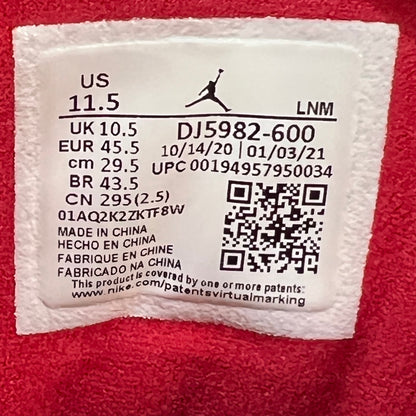 US
11.5
LNM
UK 10.5
EUR 45.5
cm 29.5
BR 43.5
CN 295(2.5)
01AQ2K2ZKTF8W
DJ5982-600
10/14/20 | 01/03/21
UPC 00194957950034
MADE IN CHINA
HECHO EN CHINA
FABRIQUE EN CHINE
FABRICADO NA CHINA
This product is covered by one or more patents:
www.nike.com/patentsvirtualmarking